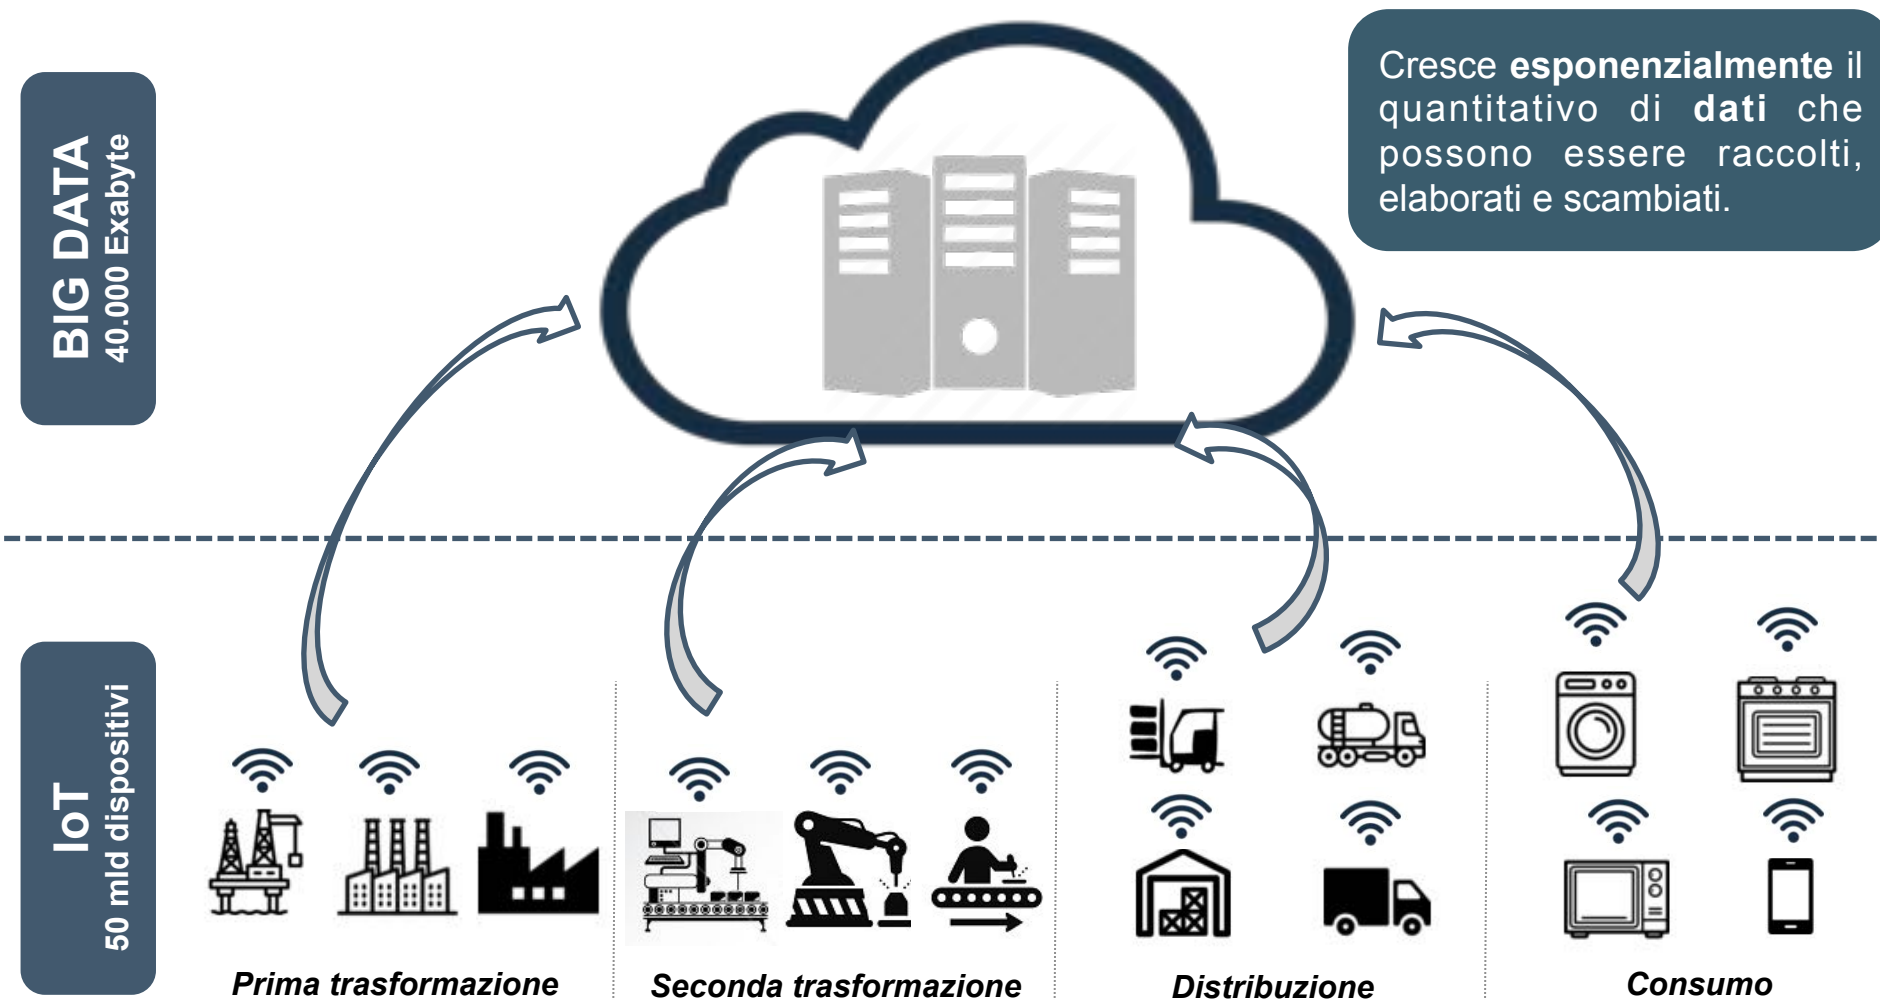 BIG DATA
40.000 Exabyte
Cresce esponenzialmente il
quantitativo di dati che
possono essere raccolti,
elaborati e scambiati.
IoT
50 mld dispositivi
Prima trasformazione
Seconda trasformazione
Distribuzione
Consumo